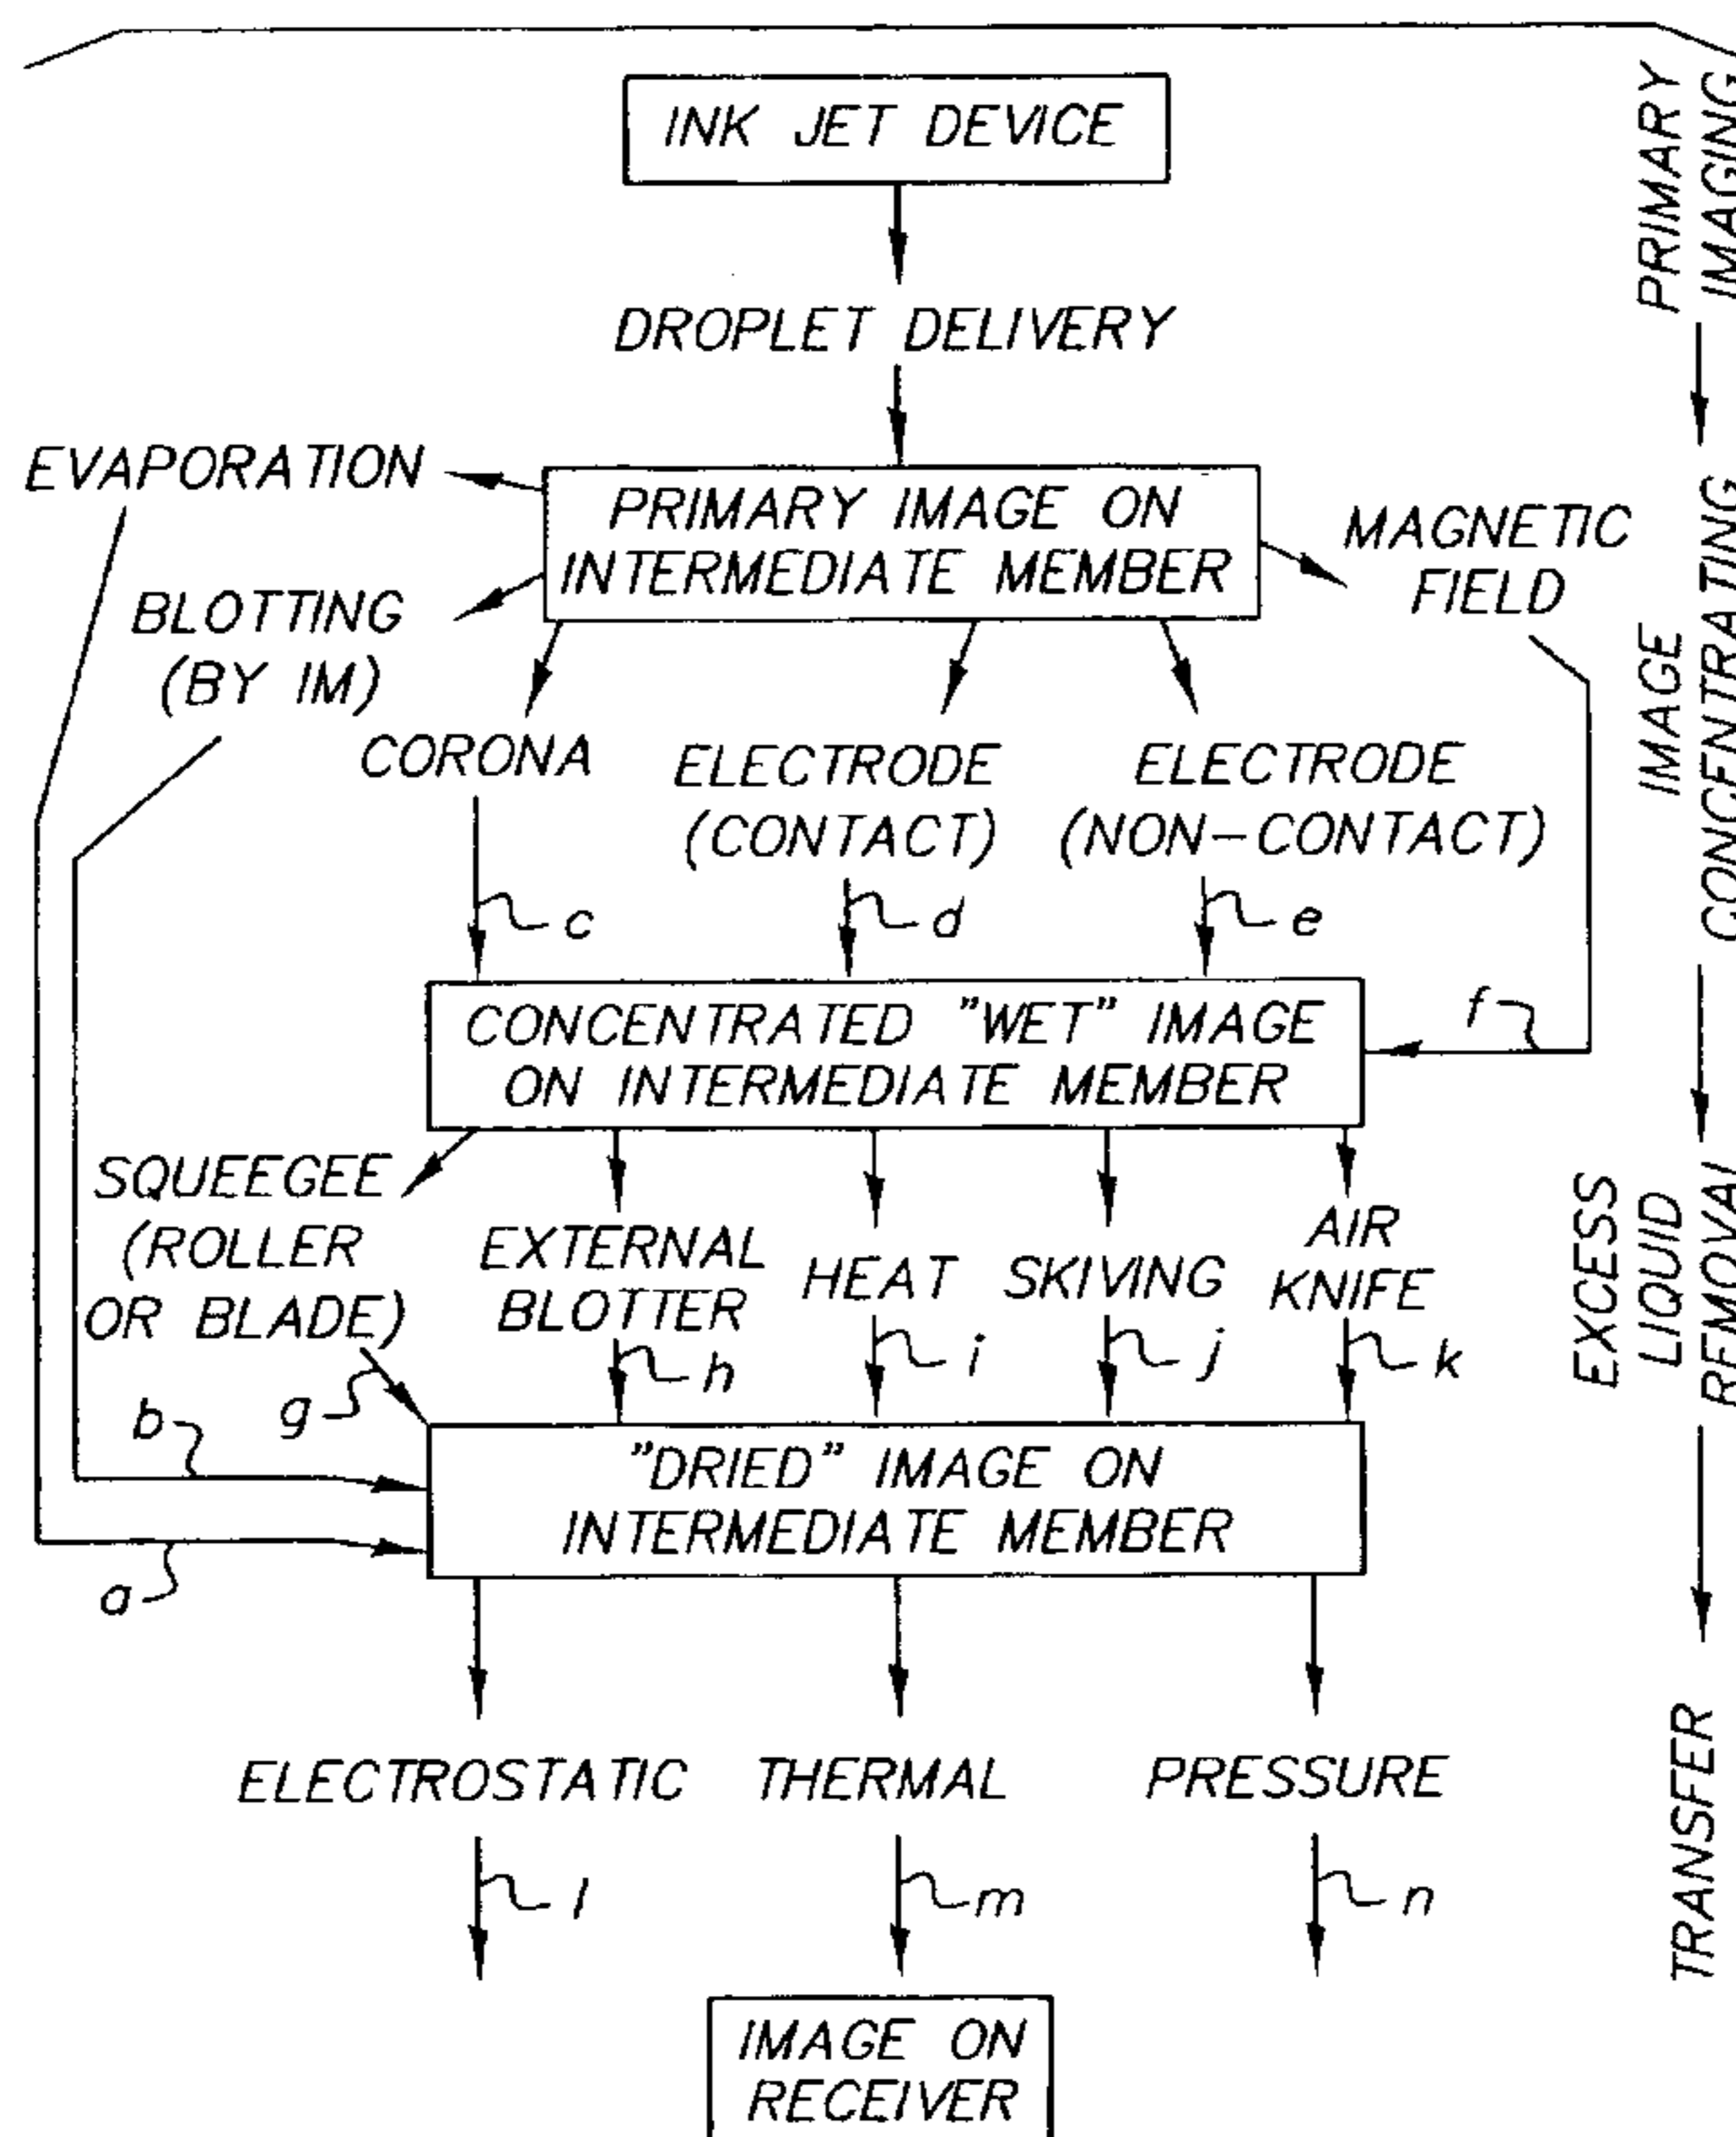 INK JET DEVICE
DROPLET DELIVERY
EVAPORATION
PRIMARY IMAGE ON
INTERMEDIATE MEMBER
MAGNETIC
FIELD
BLOTTING
(BY IM)
CORONA
ELECTRODE
(CONTACT)
ELECTRODE
(NON-CONTACT)
c
d
e
f
CONCENTRATED "WET" IMAGE
ON INTERMEDIATE MEMBER
SQUEEGEE
(ROLLER
OR BLADE)
EXTERNAL
BLOTTER
HEAT
SKIVING
AIR
KNIFE
g
h
i
j
k
b
a
"DRIED" IMAGE ON
INTERMEDIATE MEMBER
ELECTROSTATIC
THERMAL
PRESSURE
l
m
n
IMAGE ON
RECEIVER
PRIMARY
IMAGING
IMAGE
CONCENTRATING
EXCESS
LIQUID
REMOVAL
TRANSFER